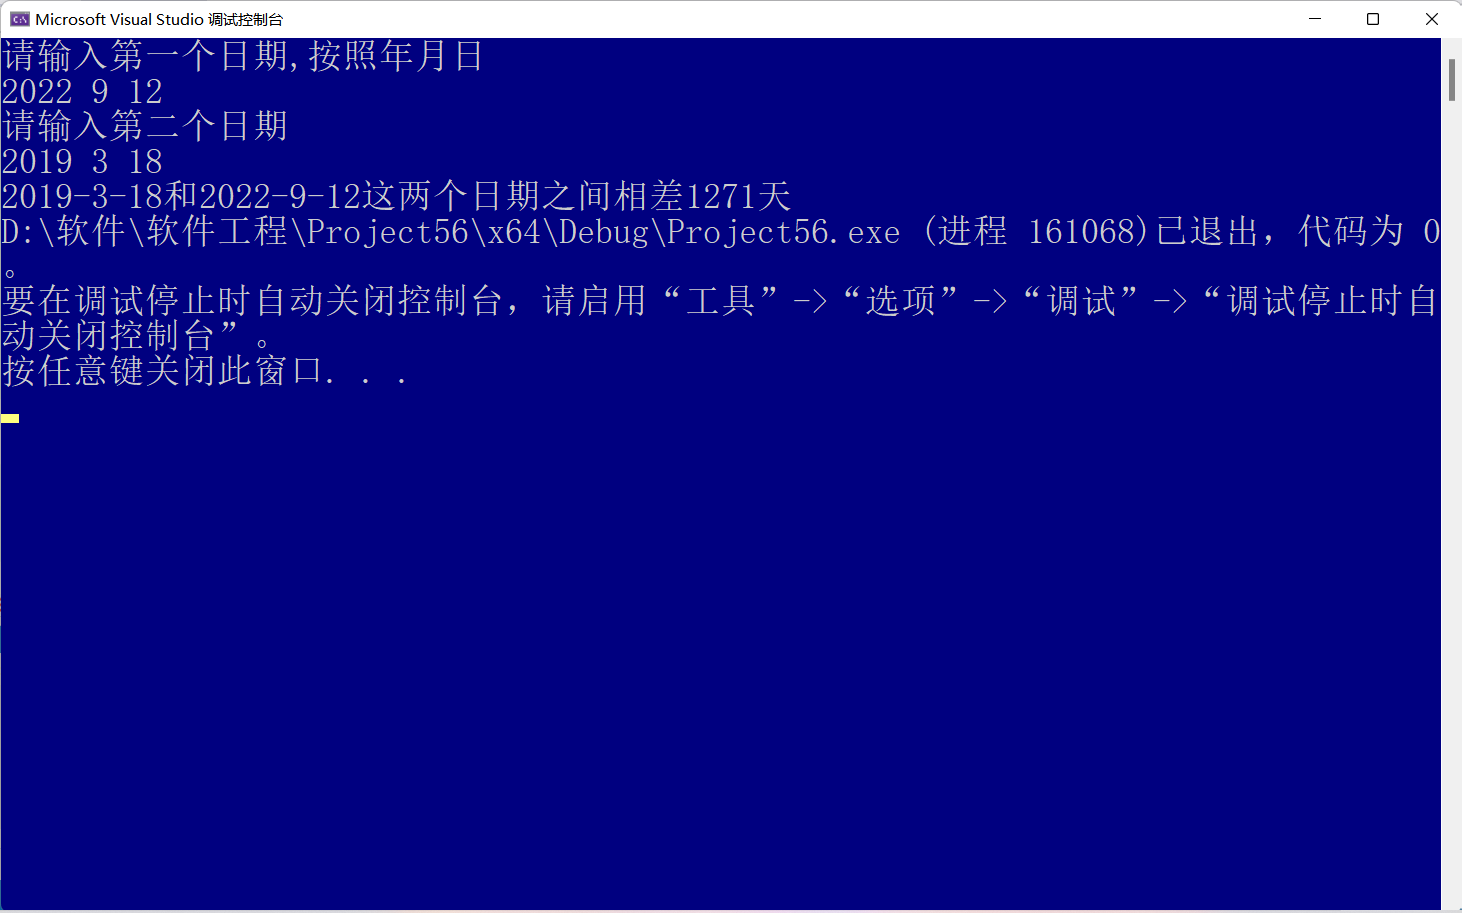 Microsoft Visual Studio 调试控制台
请输入第一个日期,按照年月日
2022 9 12
请输入第二个日期
2019 3 18
2019-3-18和2022-9-12这两个日期之间相差1271天
D:\软件\软件工程\Project56\x64\Debug\Project56.exe (进程 161068)已退出，代码为 0
。
要在调试停止时自动关闭控制台，请启用“工具”->“选项”->“调试”->“调试停止时自
动关闭控制台”。
按任意键关闭此窗口. . .